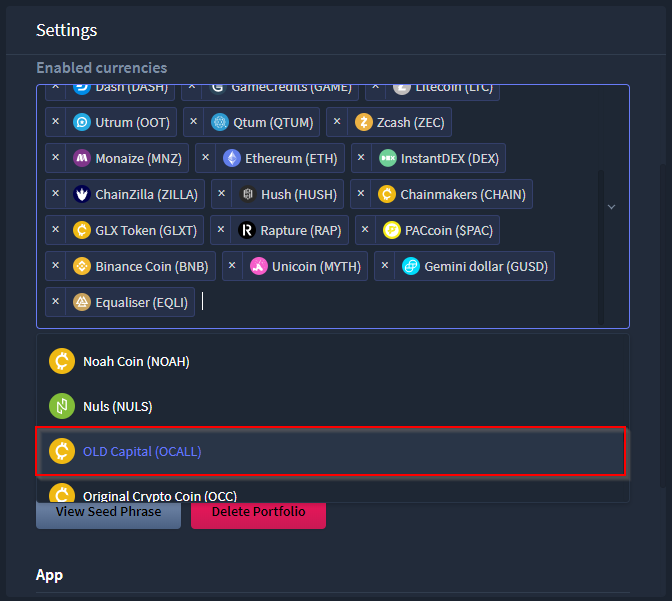 Settings
Enabled currencies
× Dash (DASH) × GameCredits (GAME) × Litecoin (LTC)
× Utrum (OOT) × Qtum (QTUM) × Zcash (ZEC)
× Monaize (MNZ) × Ethereum (ETH) × InstantDEX (DEX)
× ChainZilla (ZILLA) × Hush (HUSH) × Chainmakers (CHAIN)
× GLX Token (GLXT) × Rapture (RAP) × PACcoin ($PAC)
× Binance Coin (BNB) × Unicoin (MYTH) × Gemini dollar (GUSD)
× Equaliser (EQLI)
Noah Coin (NOAH)
Nuls (NULS)
OLD Capital (OCALL)
Original Crypto Coin (OCC)
View Seed Phrase Delete Portfolio
App